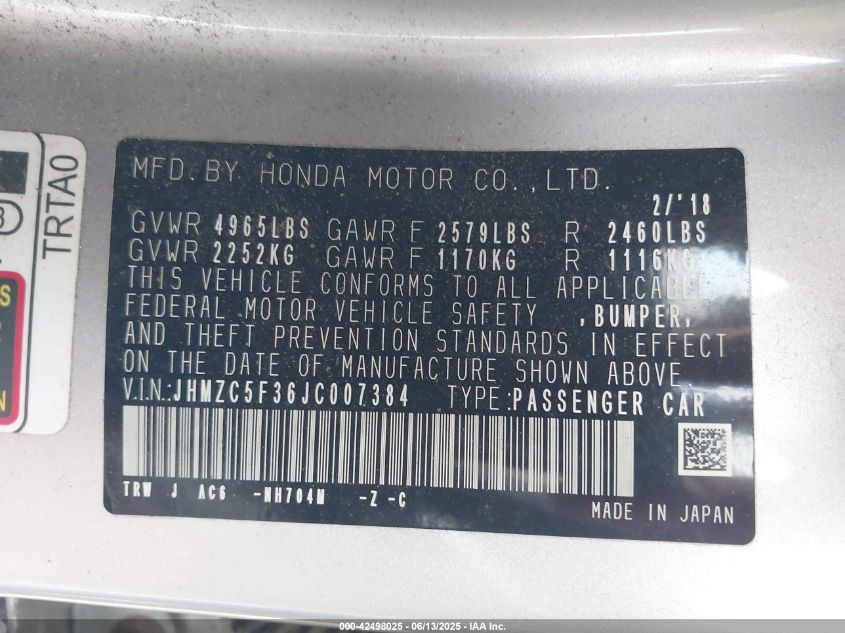 TRTA0
MFD.BY HONDA MOTOR CO.,LTD.
2/'18
GVWR 4965LBS GAWR F 2579LBS R 2460LBS
GVWR 2252KG GAWR F 1170KG R 1116KG
THIS VEHICLE CONFORMS TO ALL APPLICABLE
FEDERAL MOTOR VEHICLE SAFETY ,BUMPER,
AND THEFT PREVENTION STANDARDS IN EFFECT
ON THE DATE OF MANUFACTURE SHOWN ABOVE.
V.I.N.:JHMZC5F36JC007384 TYPE:PASSENGER CAR
TRW J AC6 -NH704M -Z -C
MADE IN JAPAN
000-42498025 - 06/13/2025 - IAA Inc.